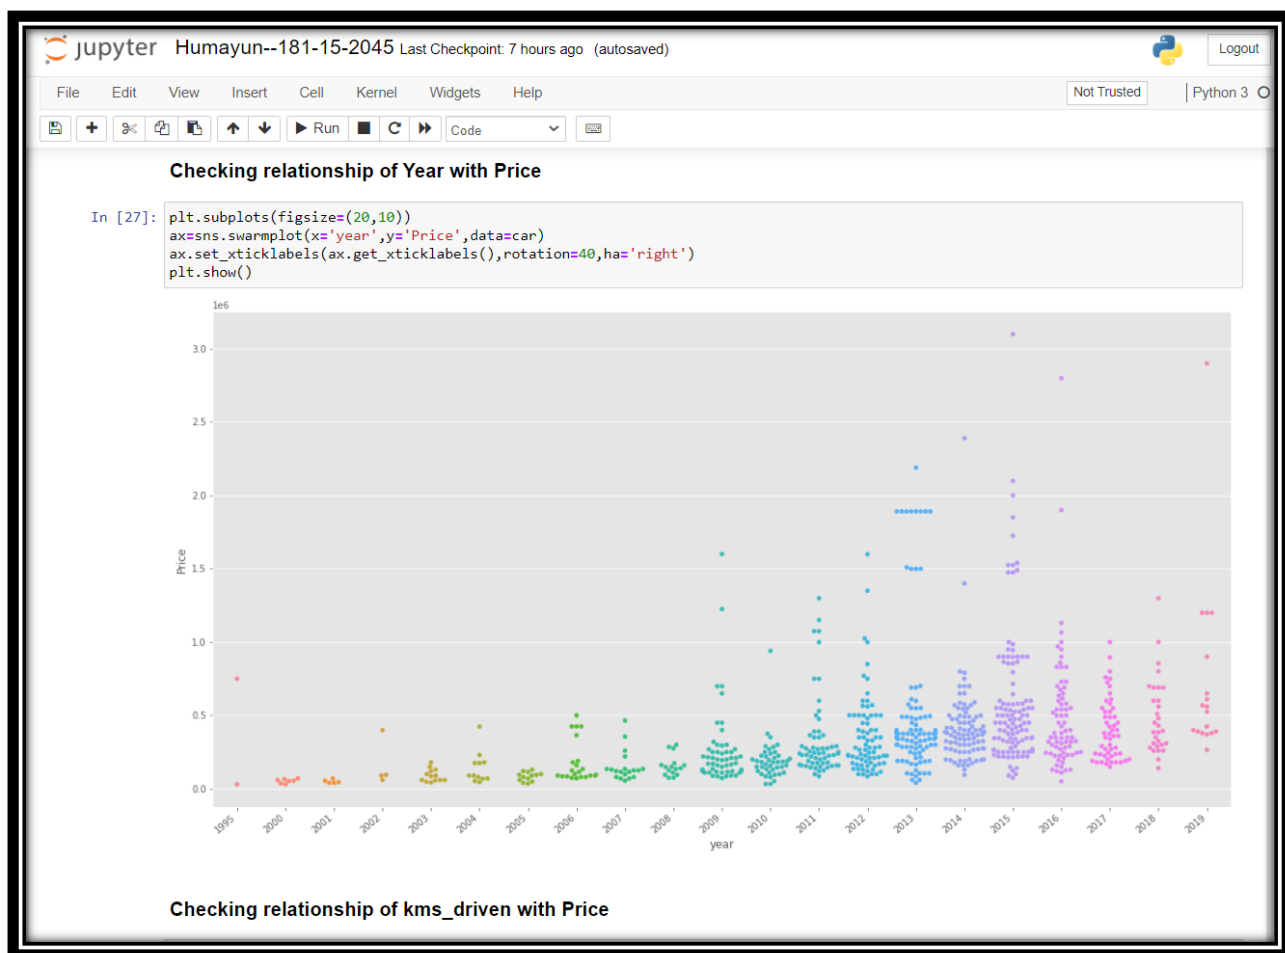 jupyter Humayun--181-15-2045 Last Checkpoint: 7 hours ago (autosaved)
Logout
File Edit View Insert Cell Kernel Widgets Help
Not Trusted
Python 3
Run
Code
Checking relationship of Year with Price
In [27]:
plt.subplots(figsize=(20,10))
ax=sns.swarmplot(x='year',y='Price',data=car)
ax.set_xticklabels(ax.get_xticklabels(),rotation=40,ha='right')
plt.show()
1e6
3.0
2.5
2.0
1.5
1.0
0.5
0.0
Price
1995 2000 2001 2002 2003 2004 2005 2006 2007 2008 2009 2010 2011 2012 2013 2014 2015 2016 2017 2018 2019
year
Checking relationship of kms_driven with Price